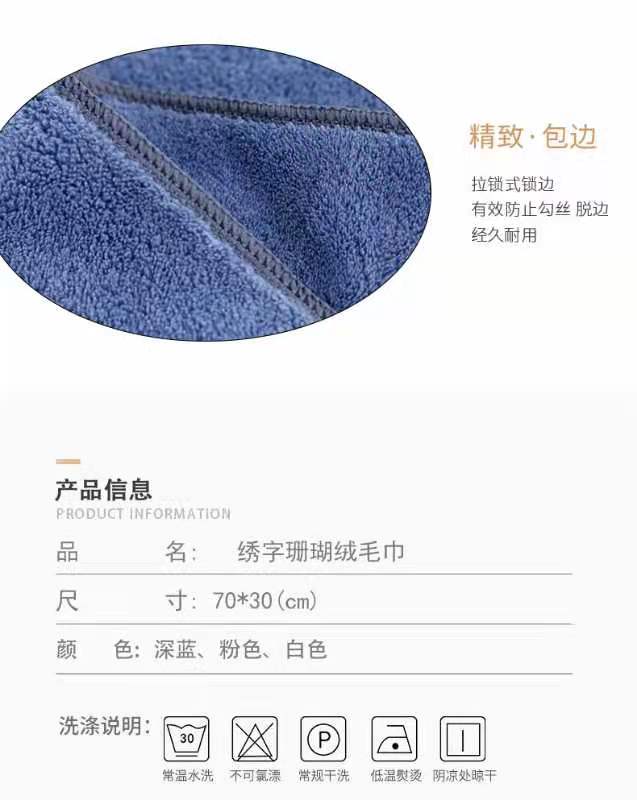 精致·包边
拉锁式锁边
有效防止勾丝 脱边
经久耐用
产品信息
PRODUCT INFORMATION
品 名: 绣字珊瑚绒毛巾
尺 寸: 70*30(cm)
颜 色: 深蓝、粉色、白色
洗涤说明:
30
P
常温水洗 不可氯漂 常规干洗 低温熨烫 阴凉处晾干